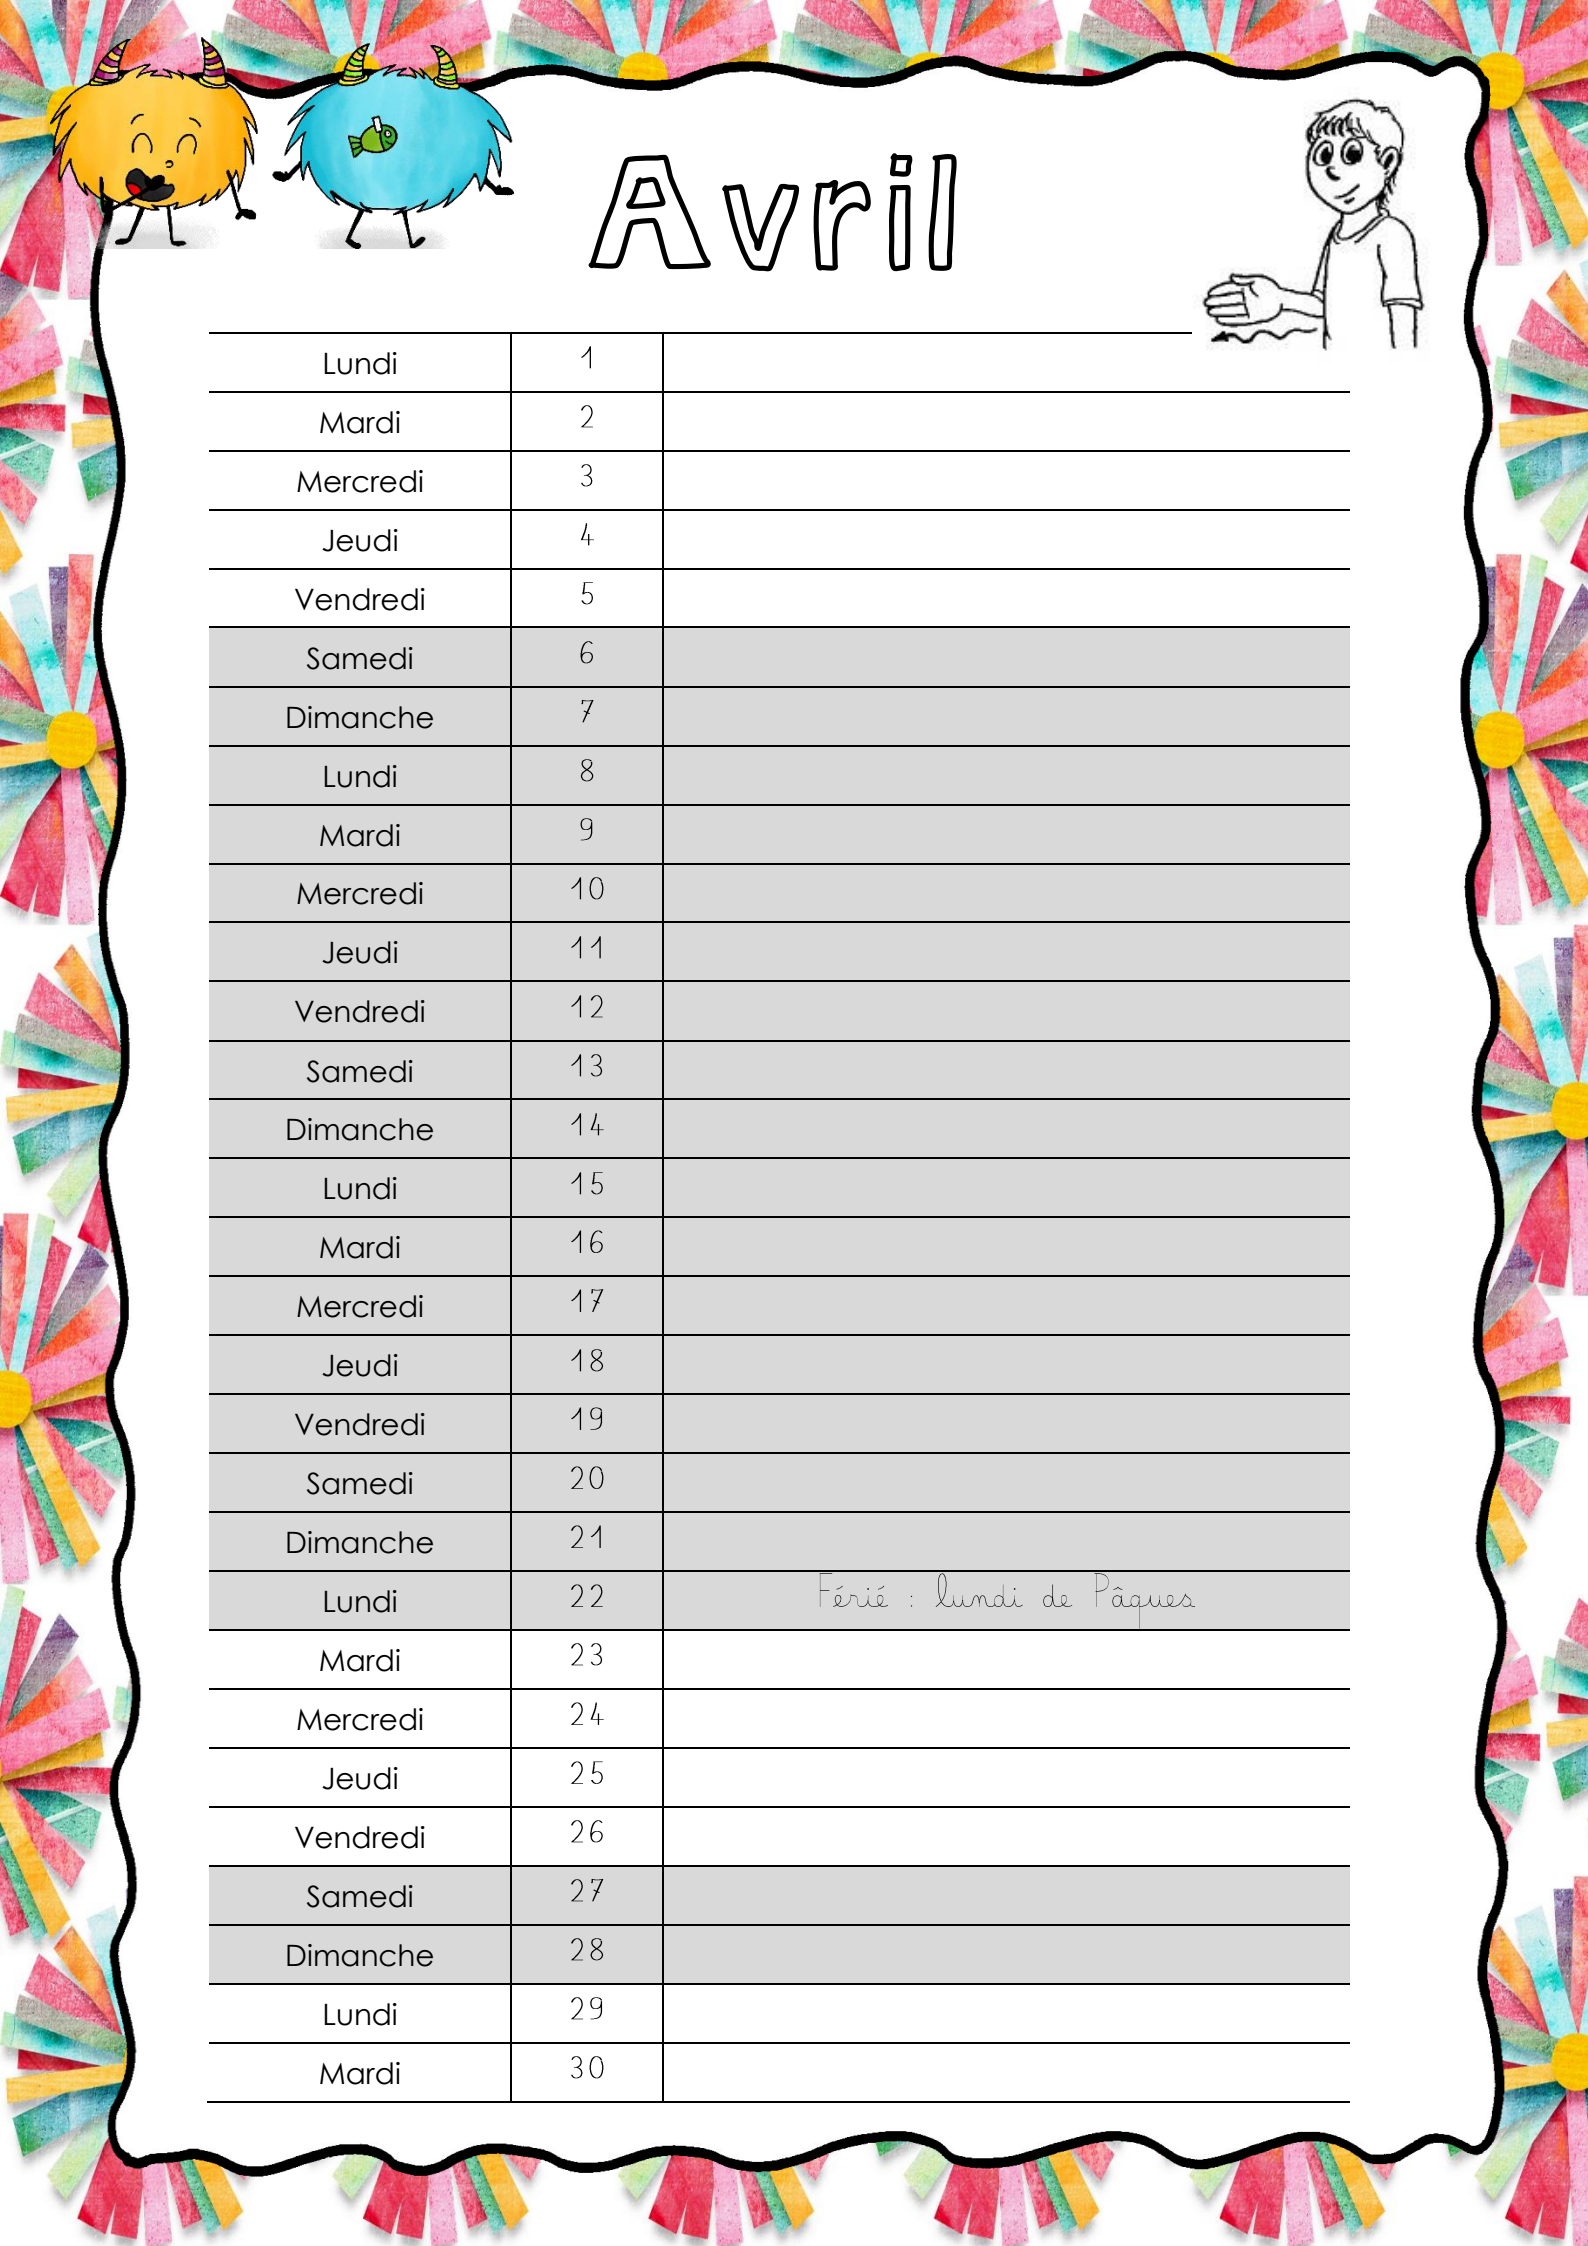 Avril
Lundi 1
Mardi 2
Mercredi 3
Jeudi 4
Vendredi 5
Samedi 6
Dimanche 7
Lundi 8
Mardi 9
Mercredi 10
Jeudi 11
Vendredi 12
Samedi 13
Dimanche 14
Lundi 15
Mardi 16
Mercredi 17
Jeudi 18
Vendredi 19
Samedi 20
Dimanche 21
Lundi 22 Férié : lundi de Pâques
Mardi 23
Mercredi 24
Jeudi 25
Vendredi 26
Samedi 27
Dimanche 28
Lundi 29
Mardi 30